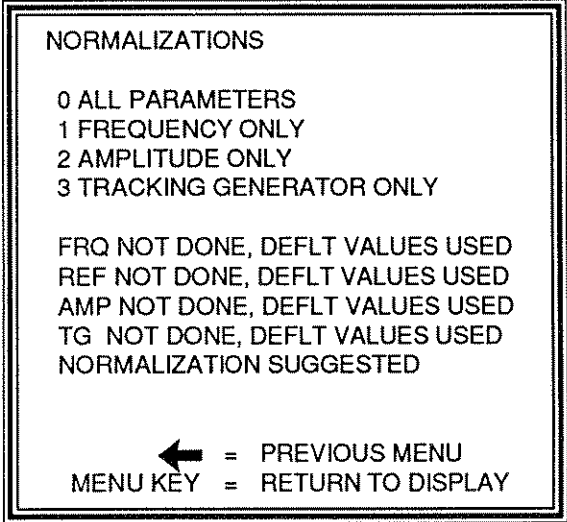 NORMALIZATIONS
0 ALL PARAMETERS
1 FREQUENCY ONLY
2 AMPLITUDE ONLY
3 TRACKING GENERATOR ONLY
FRQ NOT DONE, DEFLT VALUES USED
REF NOT DONE, DEFLT VALUES USED
AMP NOT DONE, DEFLT VALUES USED
TG NOT DONE, DEFLT VALUES USED
NORMALIZATION SUGGESTED
= PREVIOUS MENU
MENU KEY = RETURN TO DISPLAY